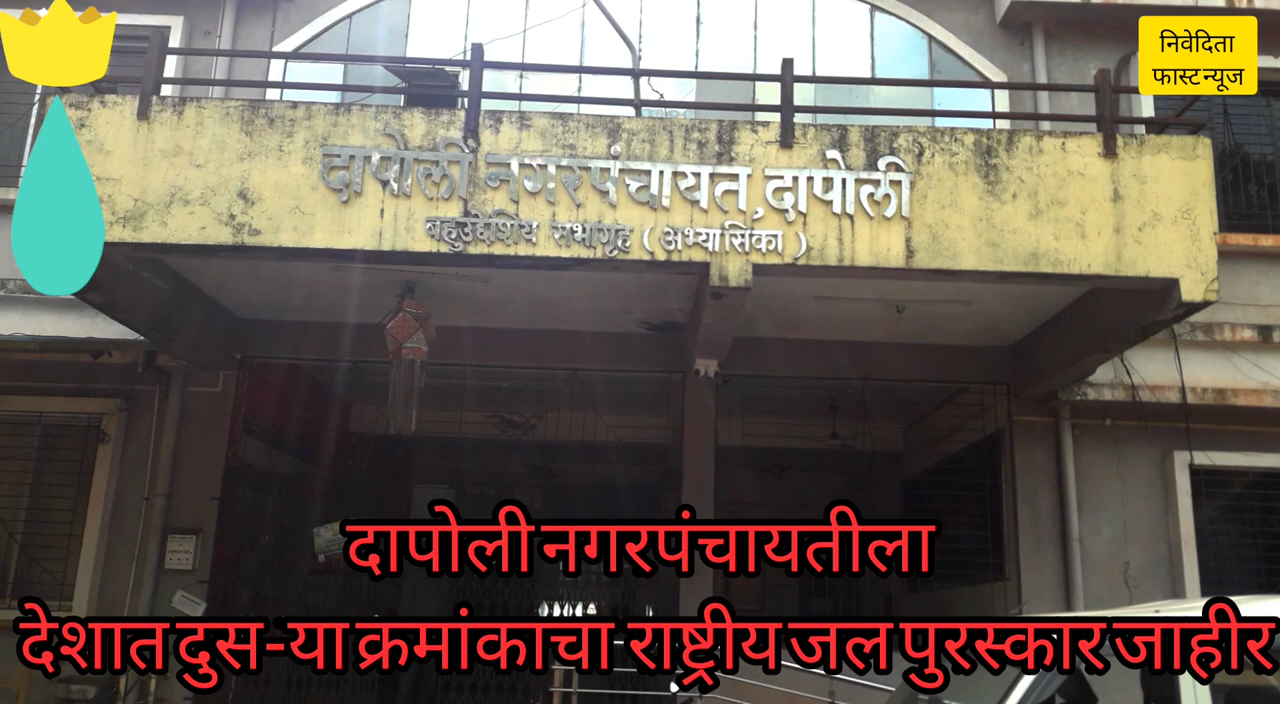 निवेदिता
फास्ट न्यूज
दापोली नगरपंचायत, दापोली
बहुउद्देशिय सभागृह ( अभ्यासिका )
दापोली नगरपंचायतीला
देशात दुस-या क्रमांकाचा राष्ट्रीय जल पुरस्कार जाहीर